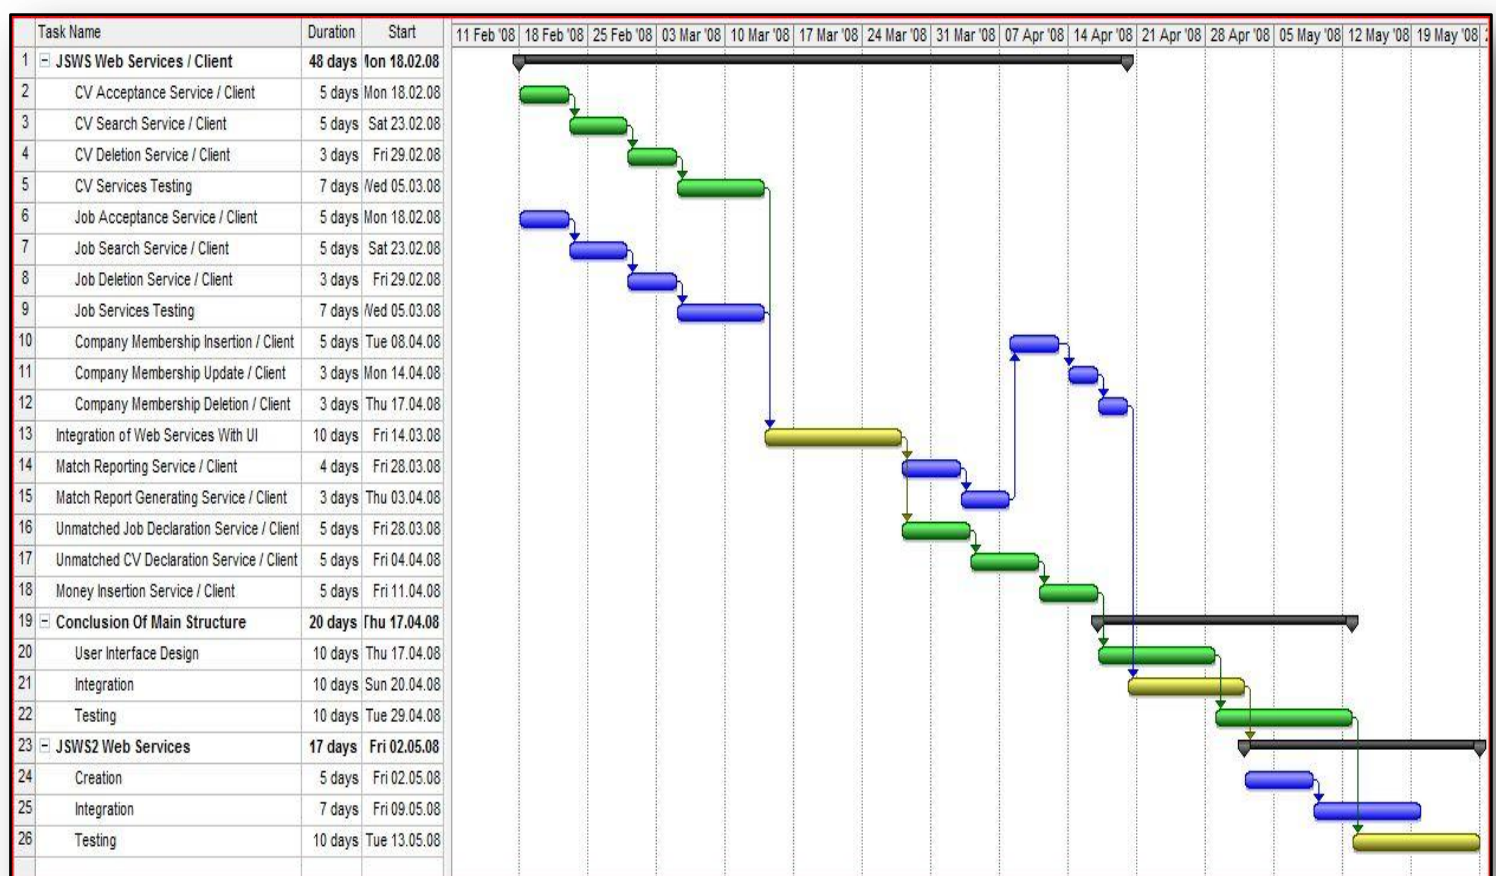 Task Name Duration Start 11 Feb '08 18 Feb '08 25 Feb '08 03 Mar '08 10 Mar '08 17 Mar '08 24 Mar '08 31 Mar '08 07 Apr '08 14 Apr '08 21 Apr '08 28 Apr '08 05 May '08 12 May '08 19 May '08
1 JSWS Web Services / Client 48 days Mon 18.02.08
2 CV Acceptance Service / Client 5 days Mon 18.02.08
3 CV Search Service / Client 5 days Sat 23.02.08
4 CV Deletion Service / Client 3 days Fri 29.02.08
5 CV Services Testing 7 days Wed 05.03.08
6 Job Acceptance Service / Client 5 days Mon 18.02.08
7 Job Search Service / Client 5 days Sat 23.02.08
8 Job Deletion Service / Client 3 days Fri 29.02.08
9 Job Services Testing 7 days Wed 05.03.08
10 Company Membership Insertion / Client 5 days Tue 08.04.08
11 Company Membership Update / Client 3 days Mon 14.04.08
12 Company Membership Deletion / Client 3 days Thu 17.04.08
13 Integration of Web Services With UI 10 days Fri 14.03.08
14 Match Reporting Service / Client 4 days Fri 28.03.08
15 Match Report Generating Service / Client 3 days Thu 03.04.08
16 Unmatched Job Declaration Service / Client 5 days Fri 28.03.08
17 Unmatched CV Declaration Service / Client 5 days Fri 04.04.08
18 Money Insertion Service / Client 5 days Fri 11.04.08
19 Conclusion Of Main Structure 20 days Thu 17.04.08
20 User Interface Design 10 days Thu 17.04.08
21 Integration 10 days Sun 20.04.08
22 Testing 10 days Tue 29.04.08
23 JSWS2 Web Services 17 days Fri 02.05.08
24 Creation 5 days Fri 02.05.08
25 Integration 7 days Fri 09.05.08
26 Testing 10 days Tue 13.05.08